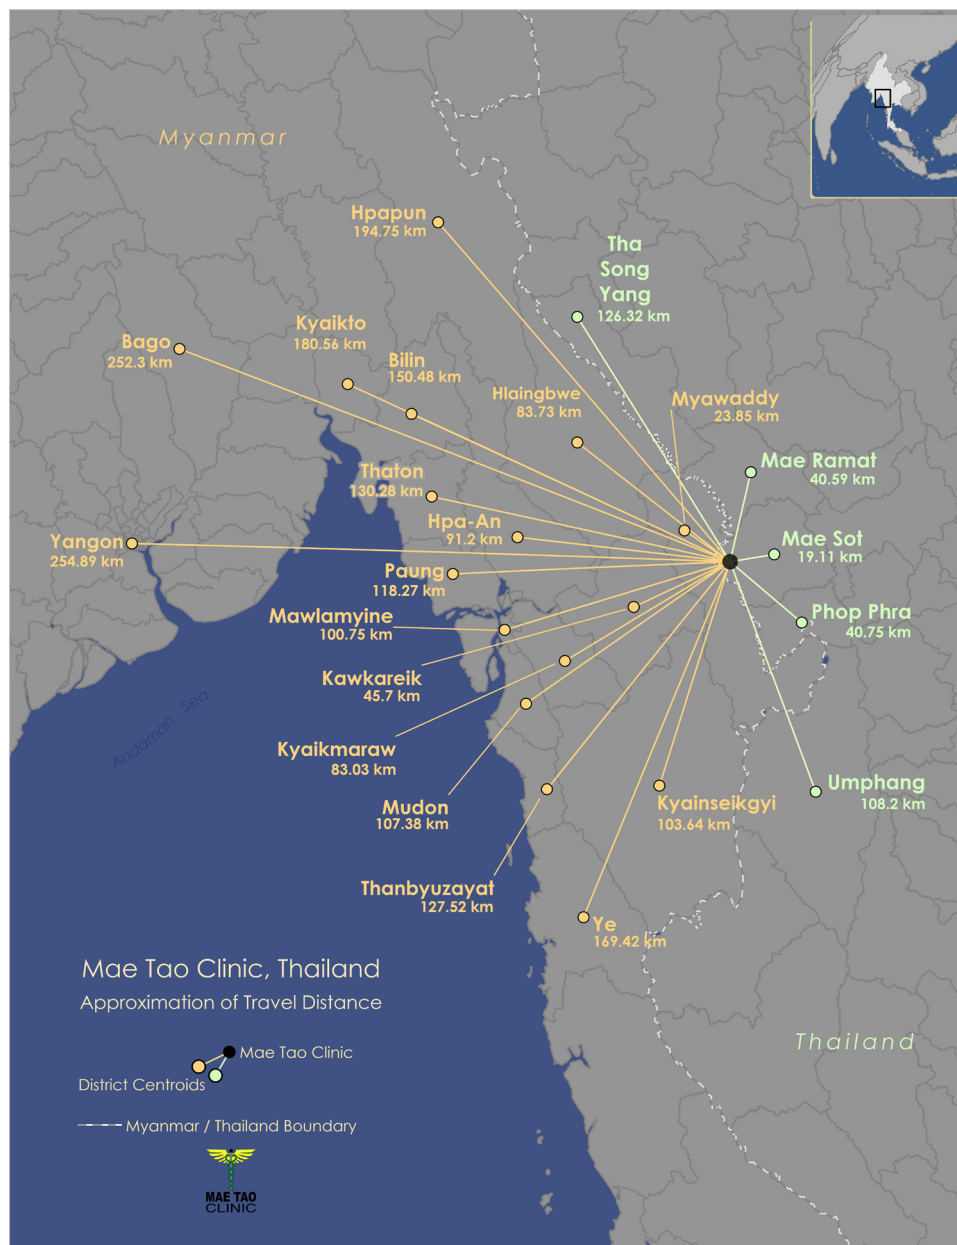 Myanmar
Hpapun
194.75 km
Tha
Song
Yang
126.32 km
Kyaikto
180.56 km
Bago
252.3 km
Bilin
150.48 km
Hlaingbwe
83.73 km
Myawaddy
23.85 km
Mae Ramat
40.59 km
Thaton
130.28 km
Hpa-An
91.2 km
Yangon
254.89 km
Mae Sot
19.11 km
Paung
118.27 km
Mawlamyine
100.75 km
Phop Phra
40.75 km
Kawkareik
45.7 km
Andaman Sea
Kyaikmaraw
83.03 km
Mudon
107.38 km
Kyainseikgyi
103.64 km
Umphang
108.2 km
Thanbyuzayat
127.52 km
Ye
169.42 km
Mae Tao Clinic, Thailand
Approximation of Travel Distance
Mae Tao Clinic
District Centroids
Myanmar / Thailand Boundary
MAE TAO
CLINIC
Thailand